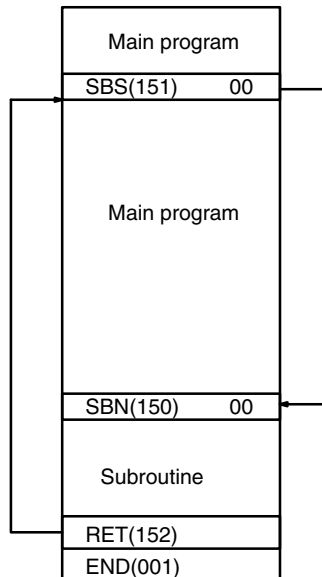 Main program
SBS(151) 00
Main program
SBN(150) 00
Subroutine
RET(152)
END(001)